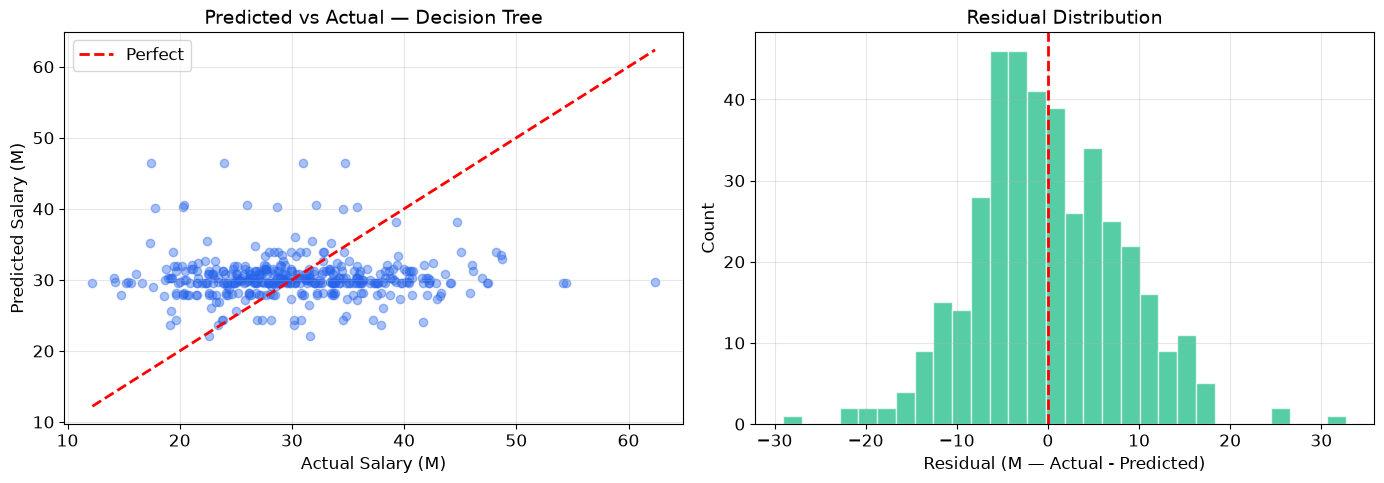 Predicted vs Actual — Decision Tree
Perfect
Predicted Salary (M)
60
50
40
30
20
10
10 20 30 40 50 60
Actual Salary (M)
Residual Distribution
Count
40
30
20
10
0
−30 −20 −10 0 10 20 30
Residual (M — Actual - Predicted)